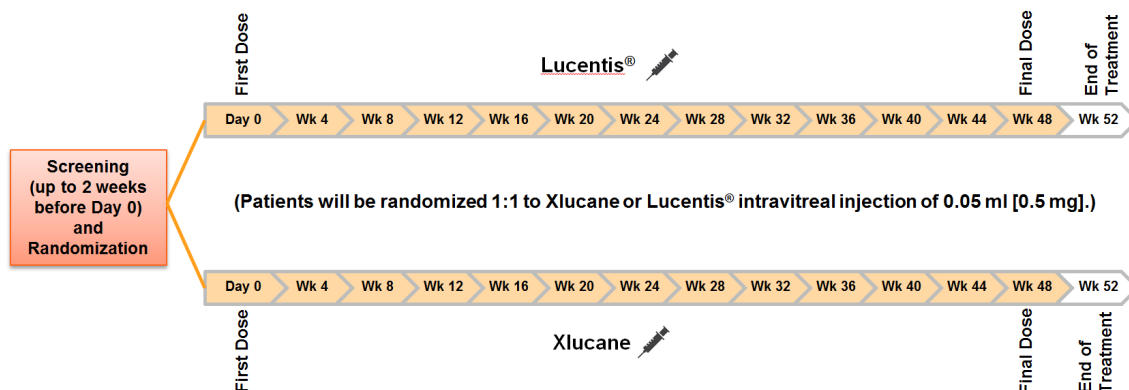 First Dose
Lucentis®
Final Dose
End of
Treatment
Day 0 Wk 4 Wk 8 Wk 12 Wk 16 Wk 20 Wk 24 Wk 28 Wk 32 Wk 36 Wk 40 Wk 44 Wk 48 Wk 52
Screening
(up to 2 weeks
before Day 0)
and
Randomization
(Patients will be randomized 1:1 to Xlucane or Lucentis® intravitreal injection of 0.05 ml [0.5 mg].)
Day 0 Wk 4 Wk 8 Wk 12 Wk 16 Wk 20 Wk 24 Wk 28 Wk 32 Wk 36 Wk 40 Wk 44 Wk 48 Wk 52
First Dose
Xlucane
Final Dose
End of
Treatment